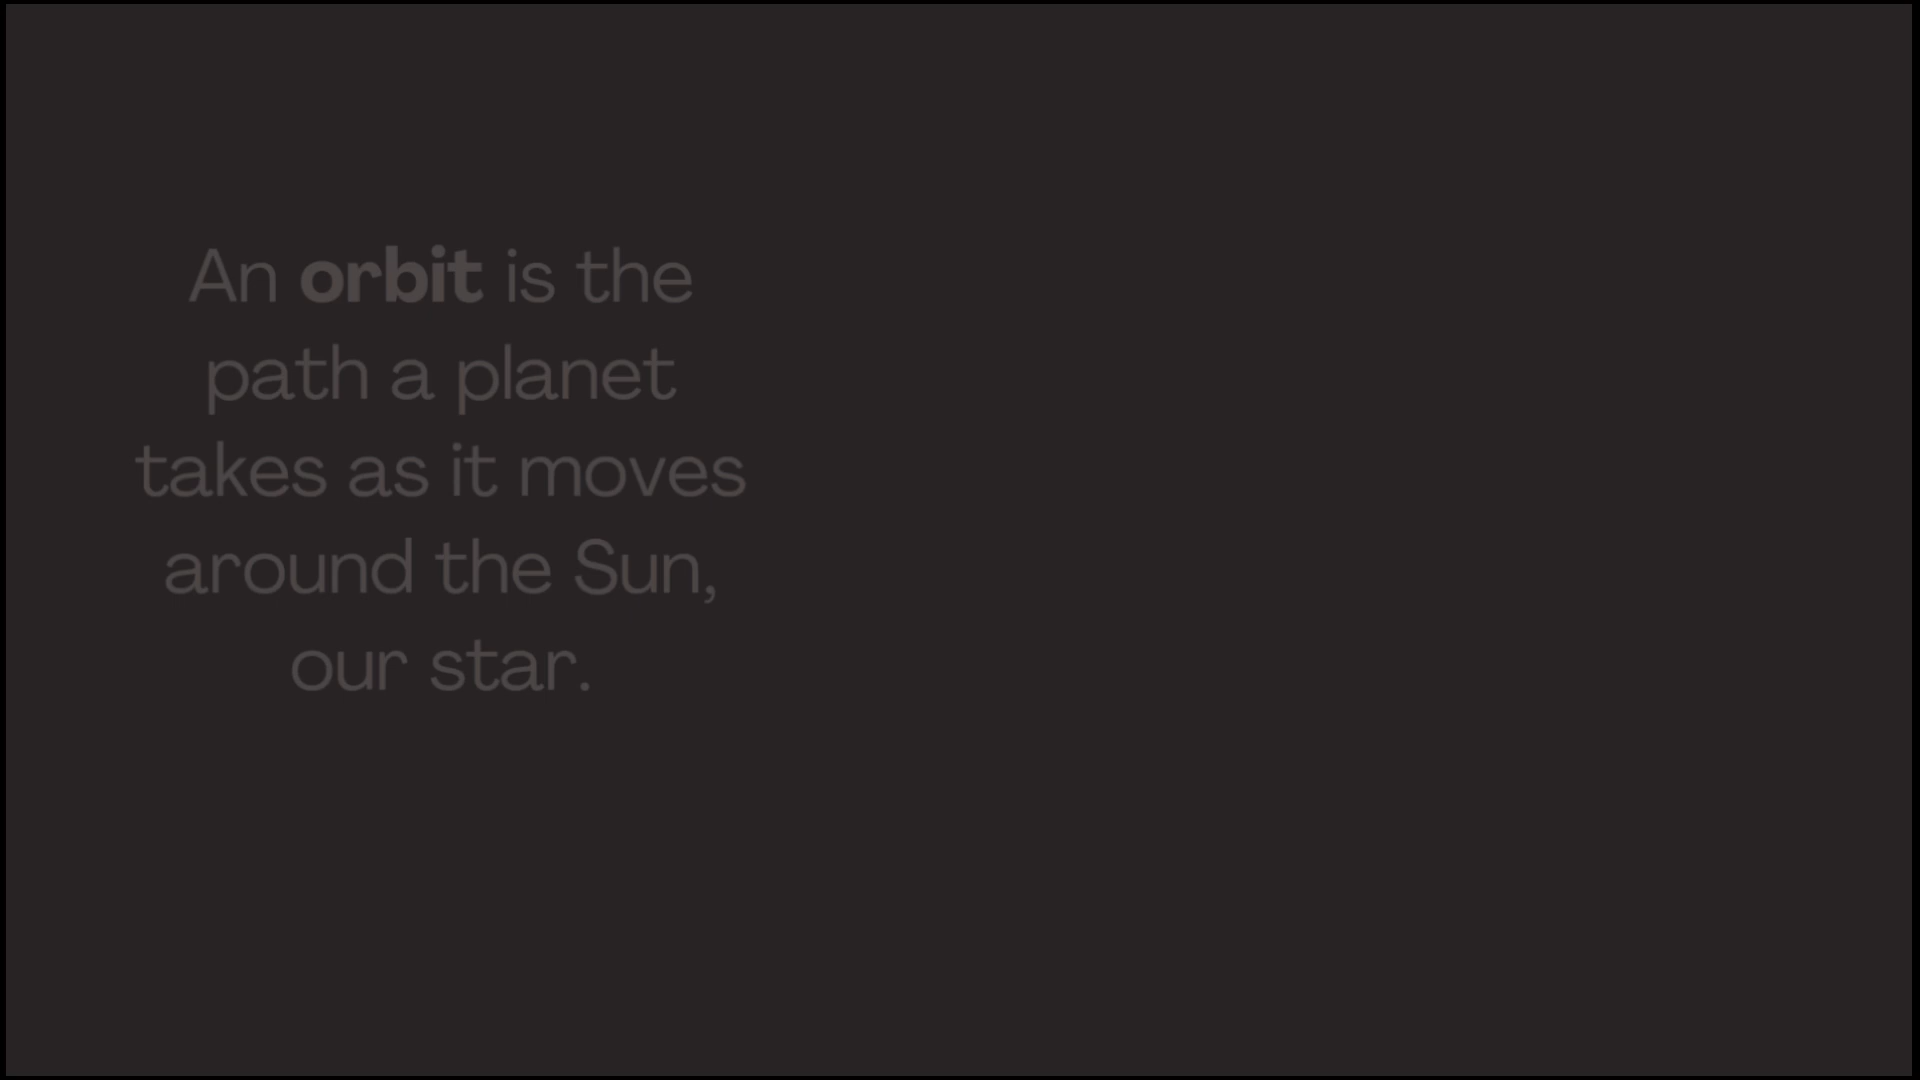 An orbit is the
path a planet
takes as it moves
around the Sun,
our star.